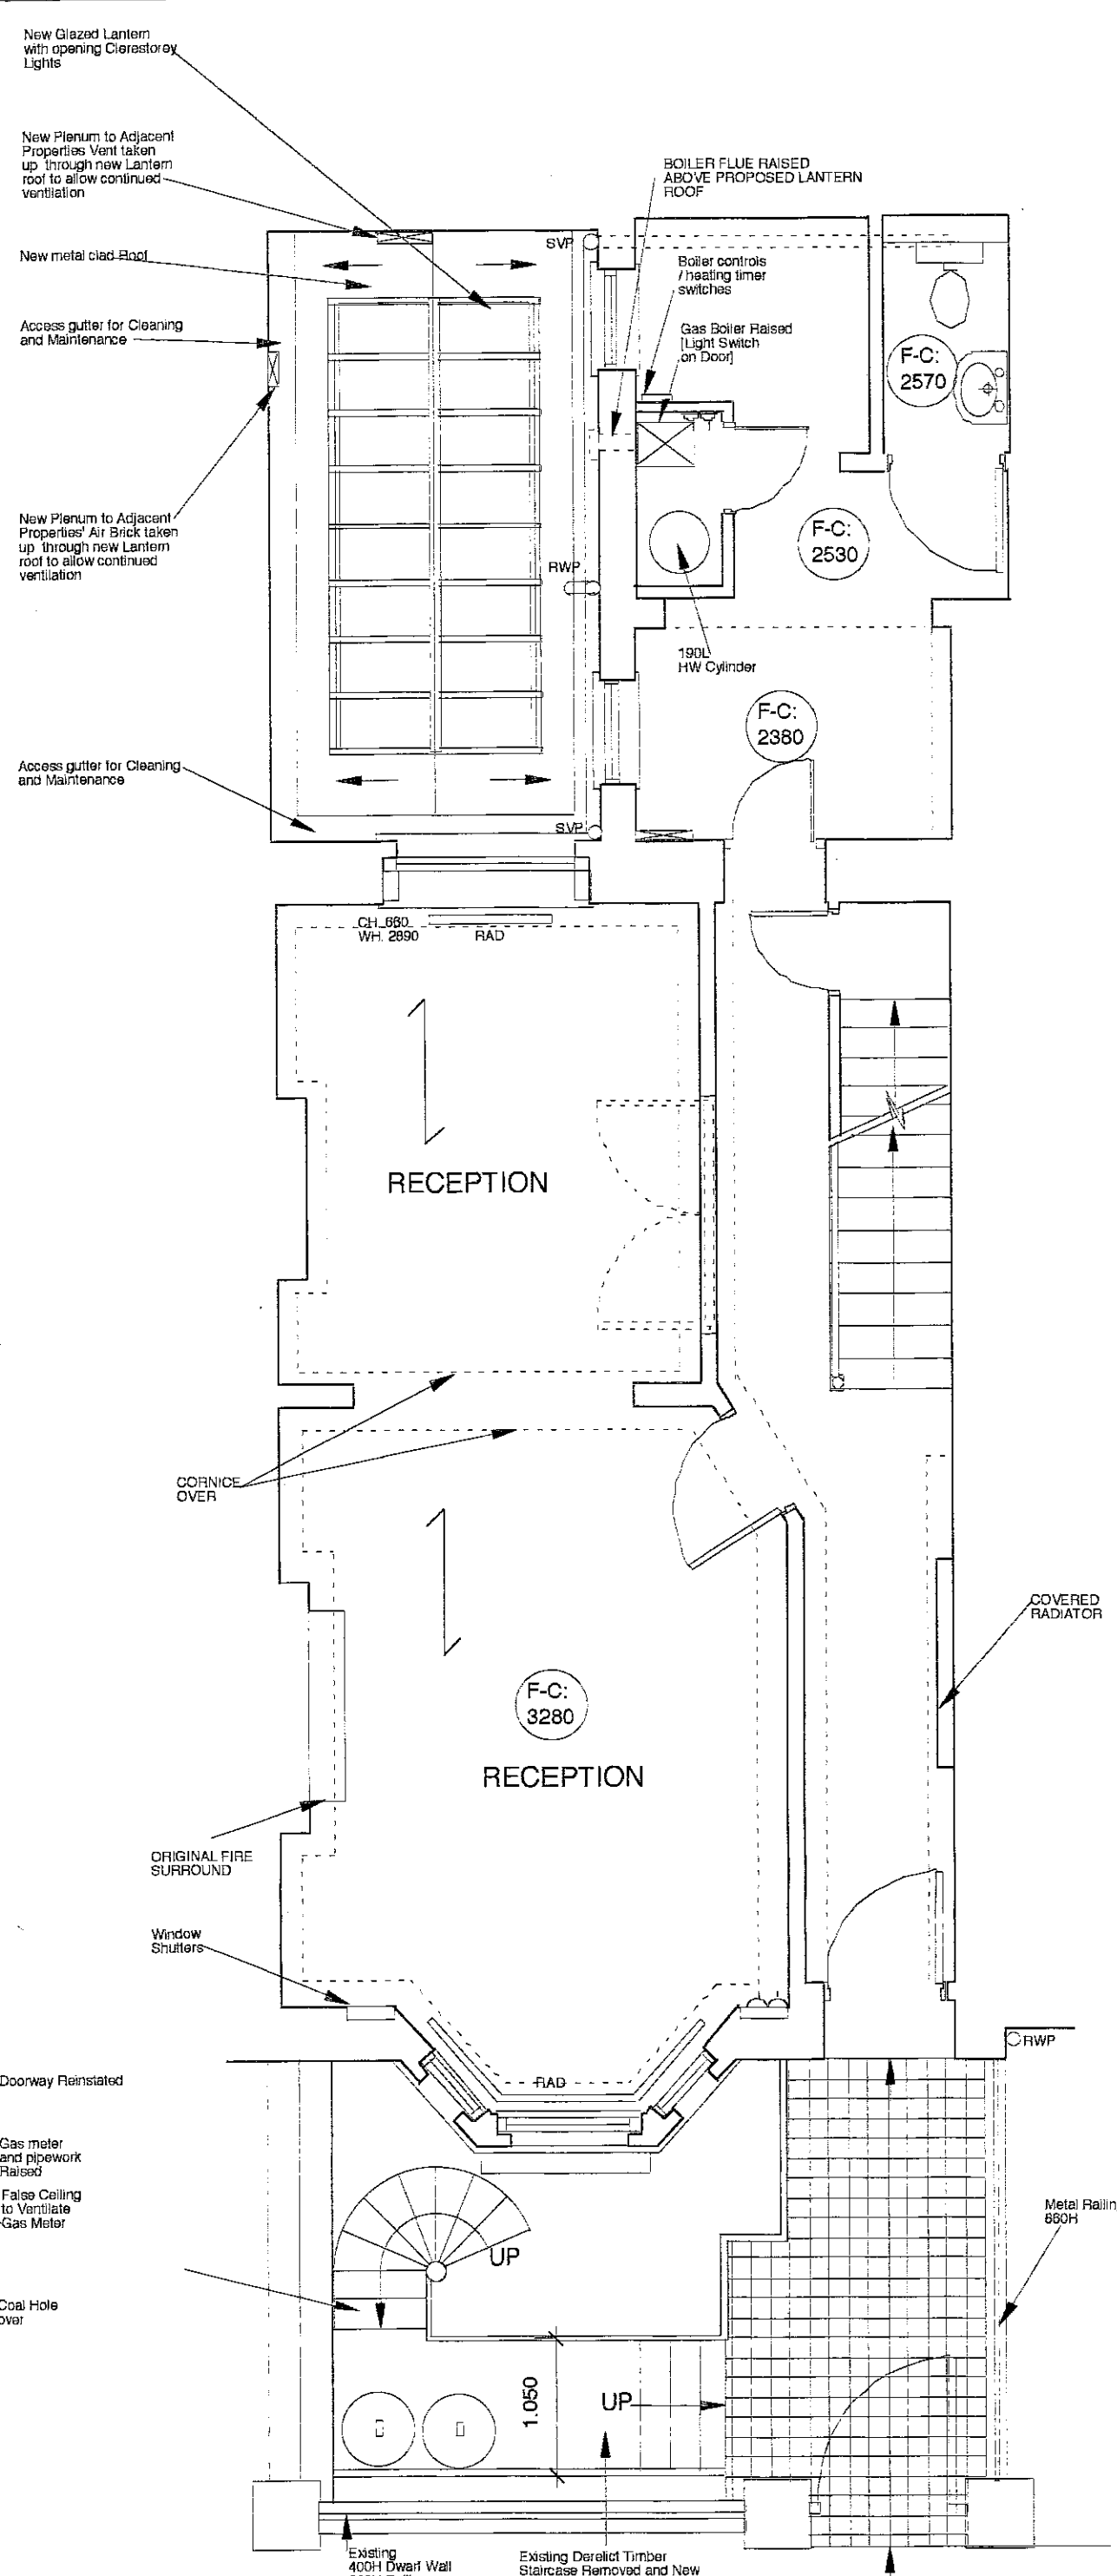 New Glazed Lantern
with opening Clerestorey
Lights
New Plenum to Adjacent
Properties Vent taken
up through new Lantern
roof to allow continued
ventilation
BOILER FLUE RAISED
ABOVE PROPOSED LANTERN
ROOF
New metal clad Roof
SVP
Boiler controls
/ heating timer
switches
Access gutter for Cleaning
and Maintenance
Gas Boiler Raised
[Light Switch
on Door]
F-C:
2570
New Plenum to Adjacent
Properties' Air Brick taken
up through new Lantern
roof to allow continued
ventilation
F-C:
2530
RWP
190L
HW Cylinder
F-C:
2380
Access gutter for Cleaning
and Maintenance
SVP
CH. 660
WH. 2890
RAD
RECEPTION
CORNICE
OVER
COVERED
RADIATOR
F-C:
3280
RECEPTION
ORIGINAL FIRE
SURROUND
Window
Shutters
RWP
RAD
Doorway Reinstated
Gas meter
and pipework
Raised
False Ceiling
to Ventilate
Gas Meter
Metal Railin
660H
UP
Coal Hole
over
1.050
UP
Existing
400H Dwarf Wall
Existing Derelict Timber
Staircase Removed and New